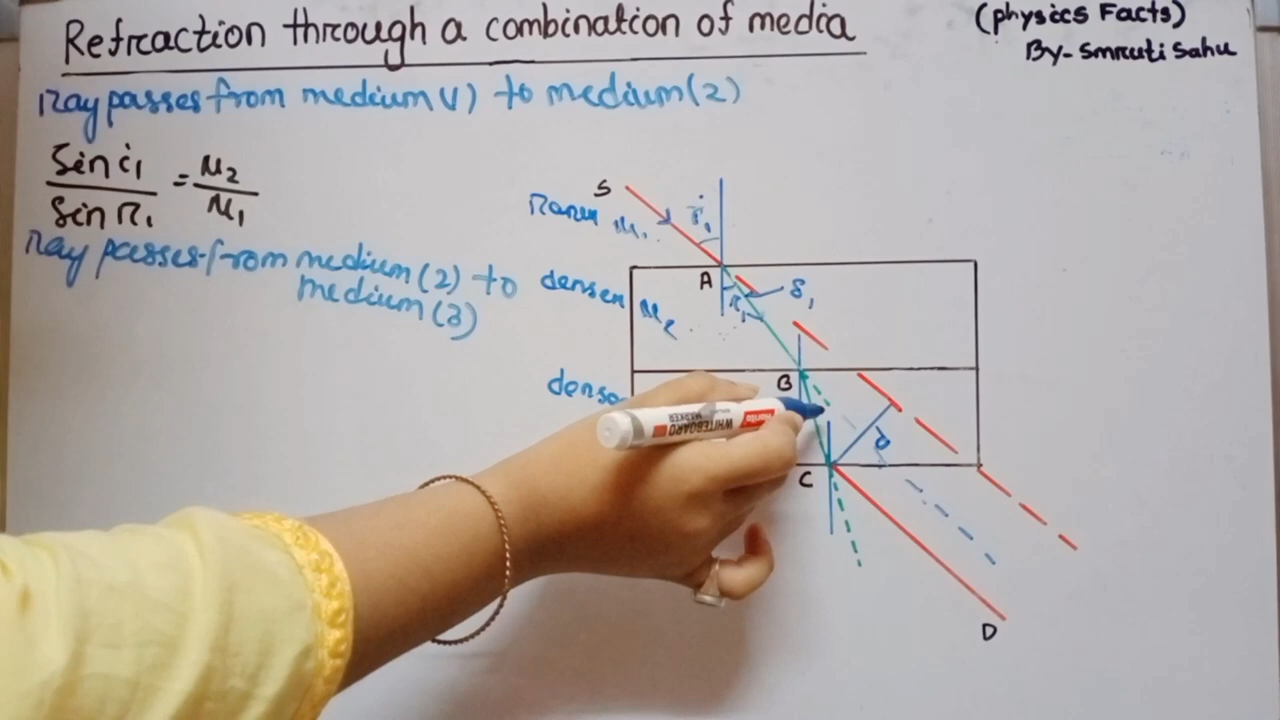 Refraction through a combination of media
(physics Facts)
By- Smruti Sahu
Ray passes from medium(1) to medium(2)
Sin i1 / Sin R1 = μ2 / μ1
Ray passes from medium(2) to
medium(3)
S
Rarer μ1
i1
A
r1
δ1
denser μ2
B
dense
WHITEBOARD
MARKER
C
d
D